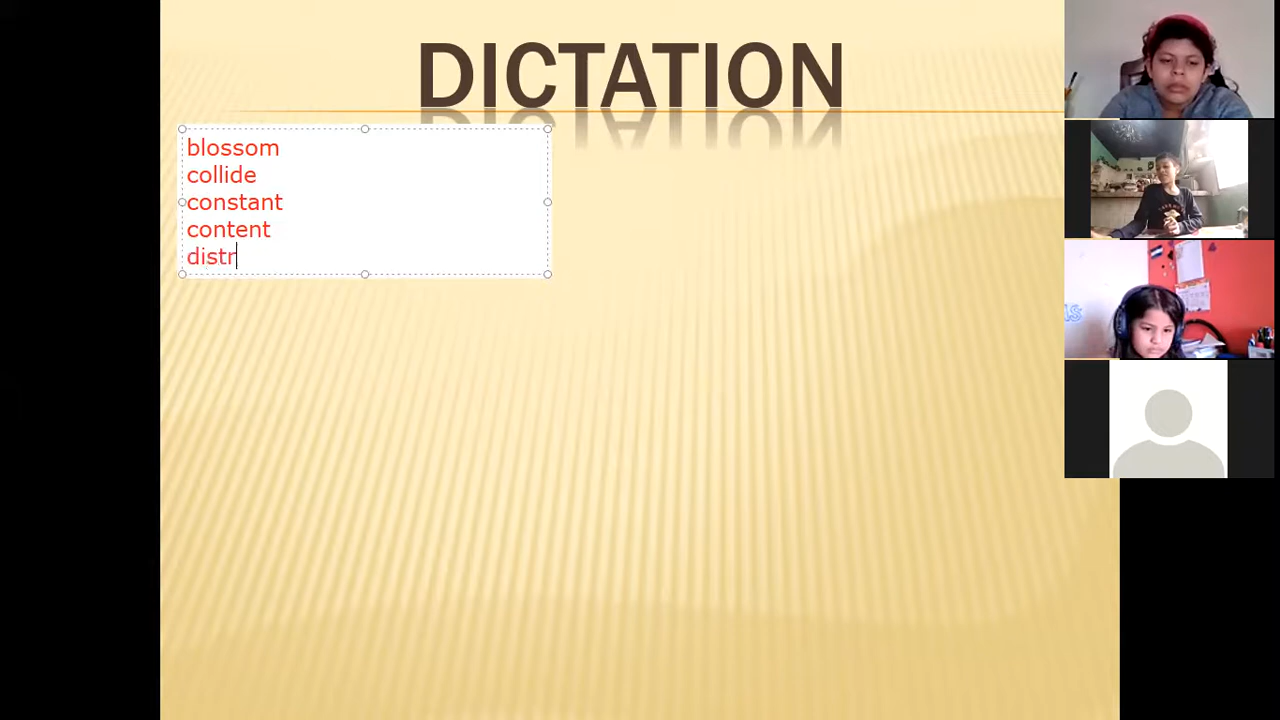 DICTATION
blossom
collide
constant
content
distr